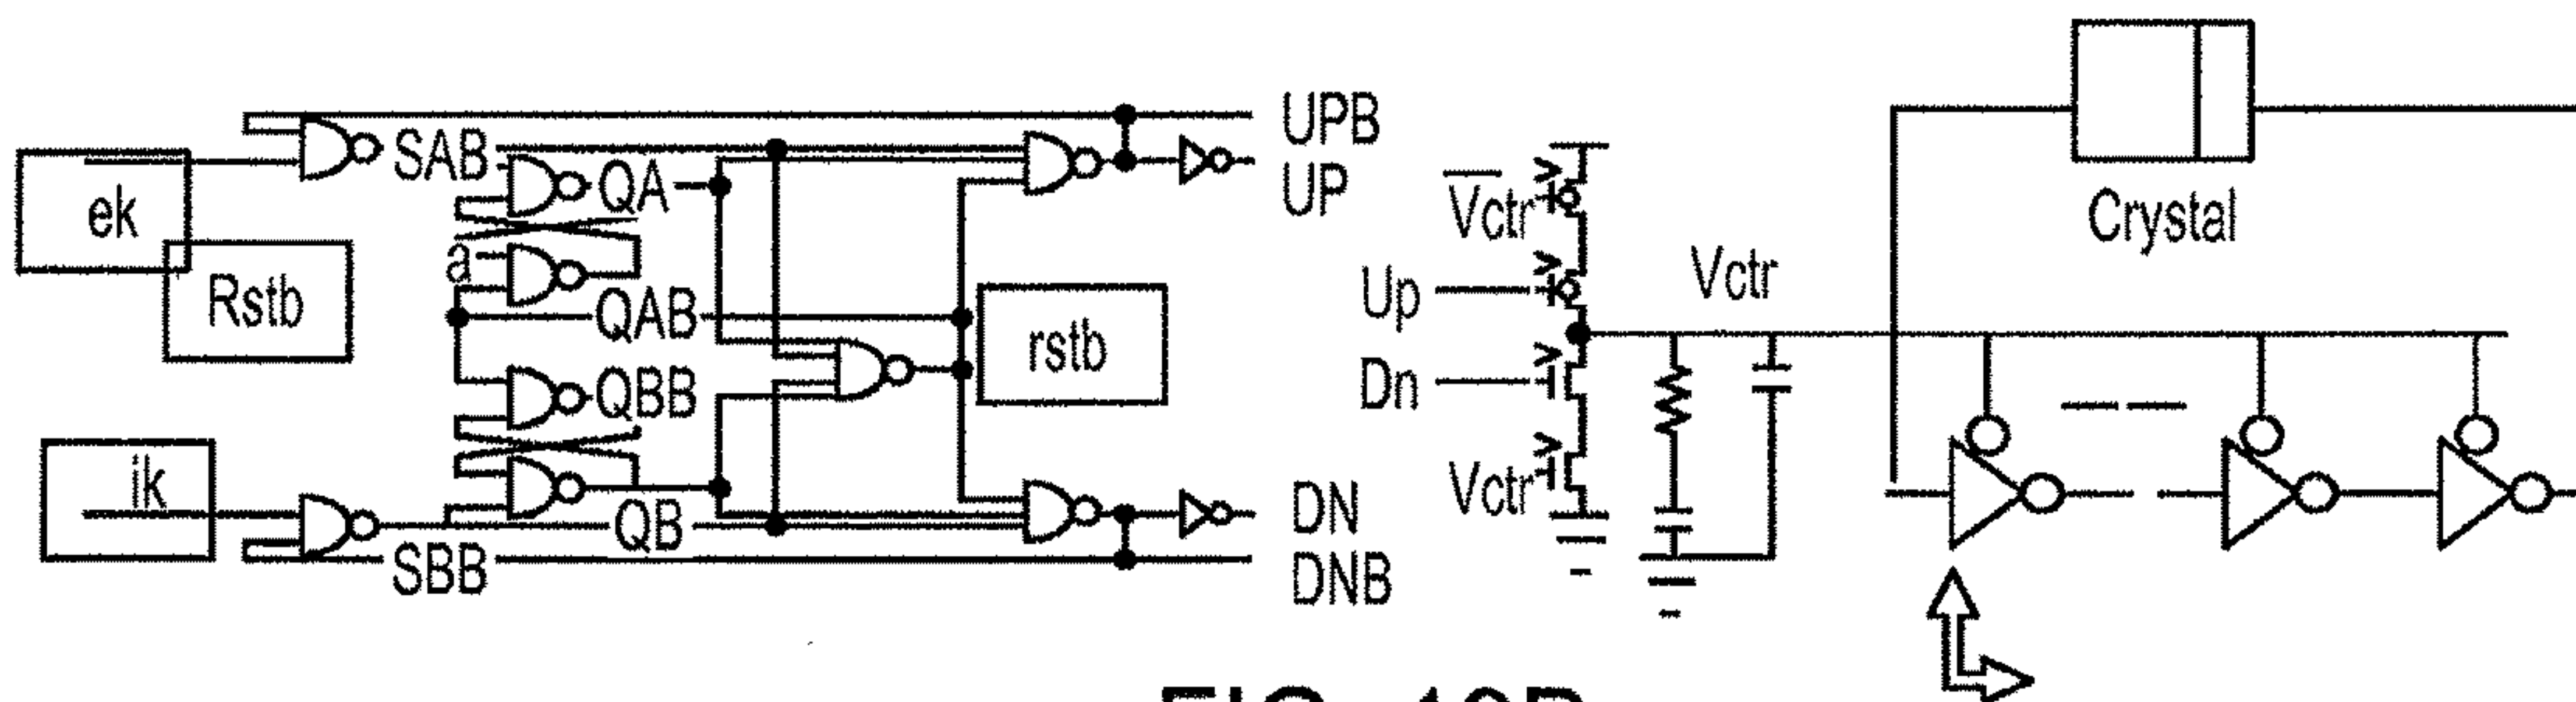 ek
Rstb
ik
SAB
QA
a
QAB
QBB
QB
SBB
rstb
UPB
UP
DN
DNB
Vctr
Up
Dn
Vctr
Vctr
Crystal